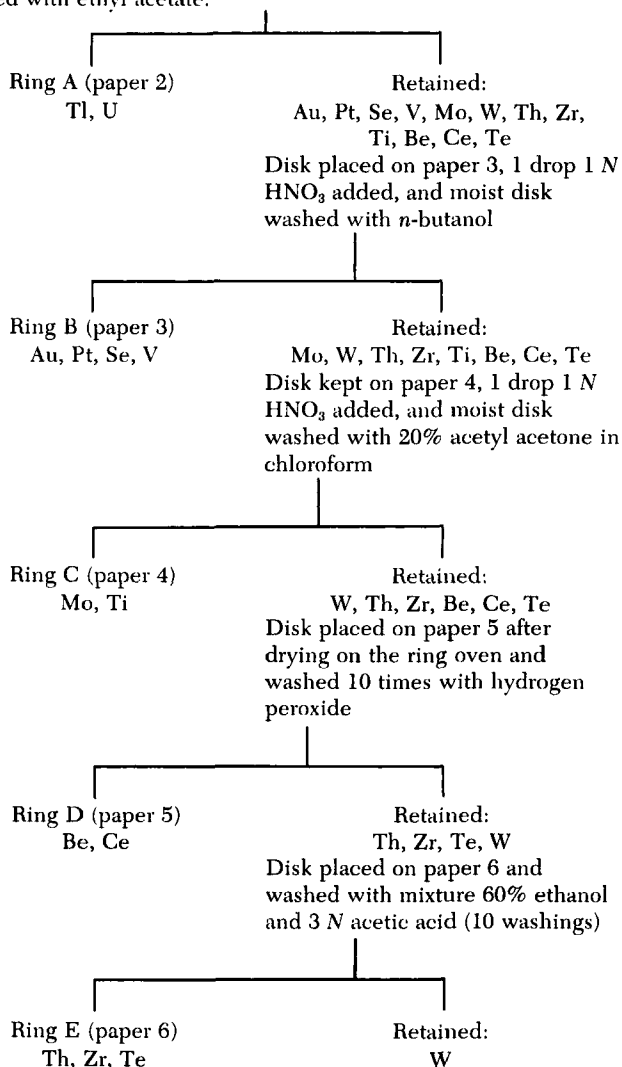 with ethyl acetate.
Ring A (paper 2)
Tl, U
Retained:
Au, Pt, Se, V, Mo, W, Th, Zr,
Ti, Be, Ce, Te
Disk placed on paper 3, 1 drop 1 N
HNO₃ added, and moist disk
washed with n-butanol
Ring B (paper 3)
Au, Pt, Se, V
Retained:
Mo, W, Th, Zr, Ti, Be, Ce, Te
Disk kept on paper 4, 1 drop 1 N
HNO₃ added, and moist disk
washed with 20% acetyl acetone in
chloroform
Ring C (paper 4)
Mo, Ti
Retained:
W, Th, Zr, Be, Ce, Te
Disk placed on paper 5 after
drying on the ring oven and
washed 10 times with hydrogen
peroxide
Ring D (paper 5)
Be, Ce
Retained:
Th, Zr, Te, W
Disk placed on paper 6 and
washed with mixture 60% ethanol
and 3 N acetic acid (10 washings)
Ring E (paper 6)
Th, Zr, Te
Retained:
W